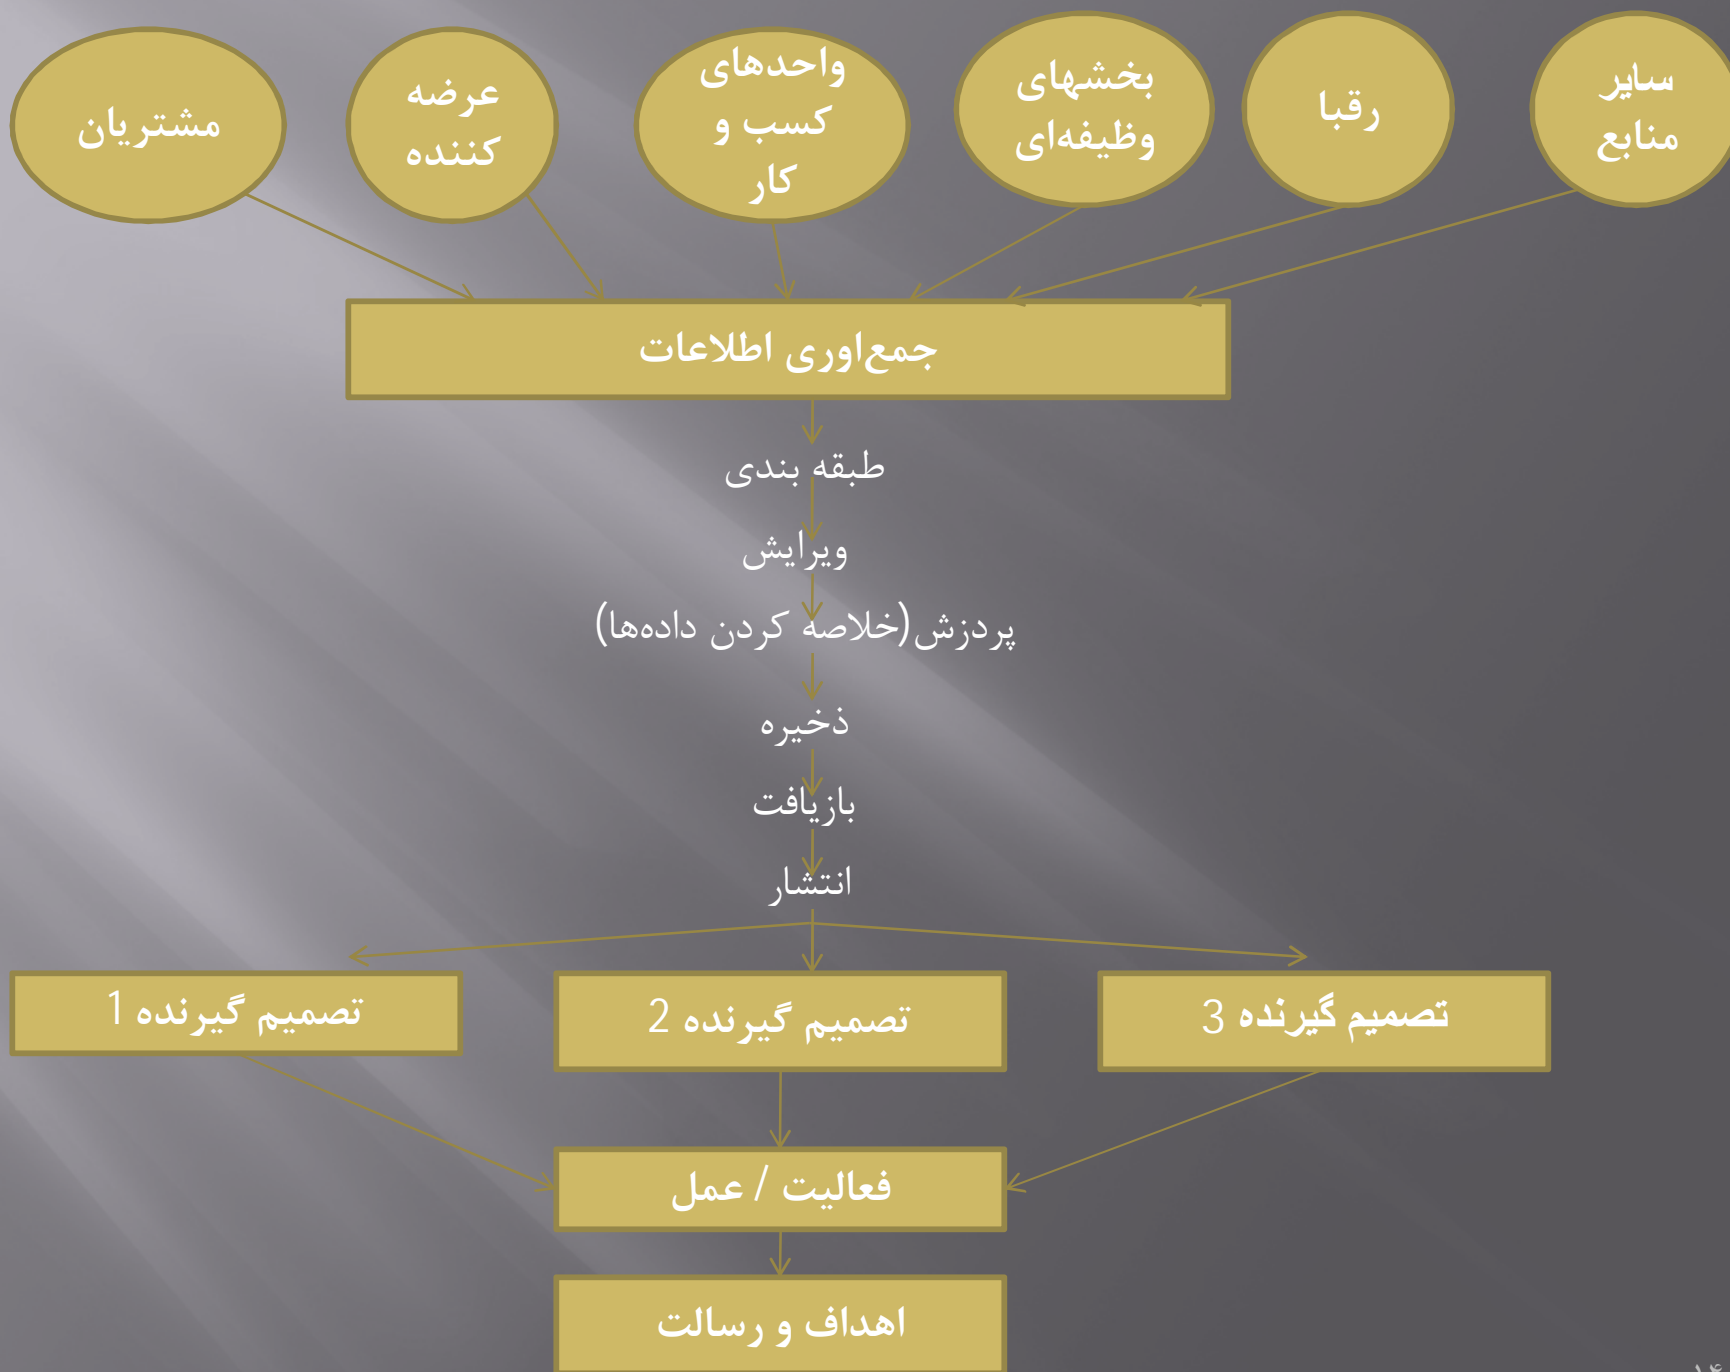 سایر
منابع
رقبا
بخشهای
وظیفه‌ای
واحدهای
کسب و
کار
عرضه
کننده
مشتریان
جمع‌اوری اطلاعات
طبقه بندی
ویرایش
پردزش(خلاصه کردن داده‌ها)
ذخیره
بازیافت
انتشار
تصمیم گیرنده 3
تصمیم گیرنده 2
تصمیم گیرنده 1
فعالیت / عمل
اهداف و رسالت